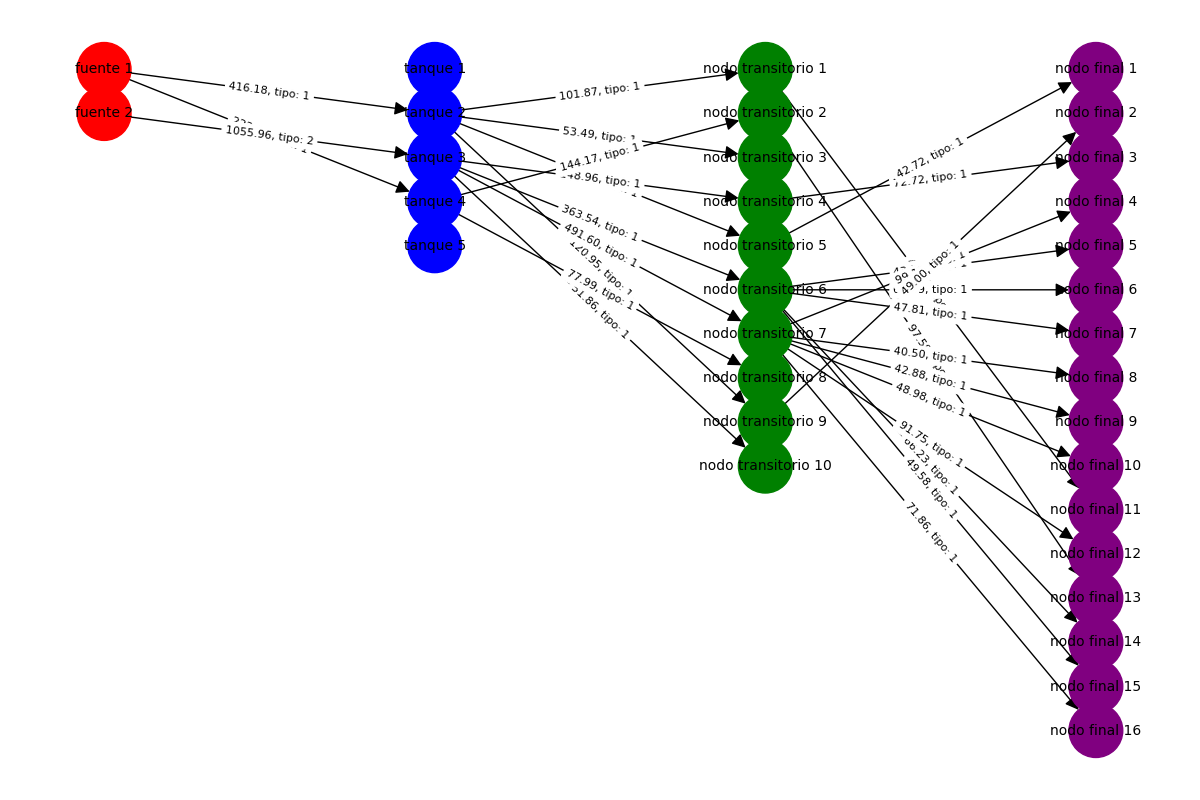 fuente 1
fuente 2
416.18, tipo: 1
1055.96, tipo: 2
tanque 1
tanque 2
tanque 3
tanque 4
tanque 5
101.87, tipo: 1
53.49, tipo: 1
144.17, tipo: 1
48.96, tipo: 1
363.54, tipo: 1
491.60, tipo: 1
120.95, tipo: 1
77.99, tipo: 1
51.86, tipo: 1
nodo transitorio 1
nodo transitorio 2
nodo transitorio 3
nodo transitorio 4
nodo transitorio 5
nodo transitorio 6
nodo transitorio 7
nodo transitorio 8
nodo transitorio 9
nodo transitorio 10
42.72, tipo: 1
72.72, tipo: 1
49.00, tipo: 1
tipo: 1
47.81, tipo: 1
40.50, tipo: 1
42.88, tipo: 1
48.98, tipo: 1
91.75, tipo: 1
tipo: 1
49.58, tipo: 1
71.86, tipo: 1
nodo final 1
nodo final 2
nodo final 3
nodo final 4
nodo final 5
nodo final 6
nodo final 7
nodo final 8
nodo final 9
nodo final 10
nodo final 11
nodo final 12
nodo final 13
nodo final 14
nodo final 15
nodo final 16